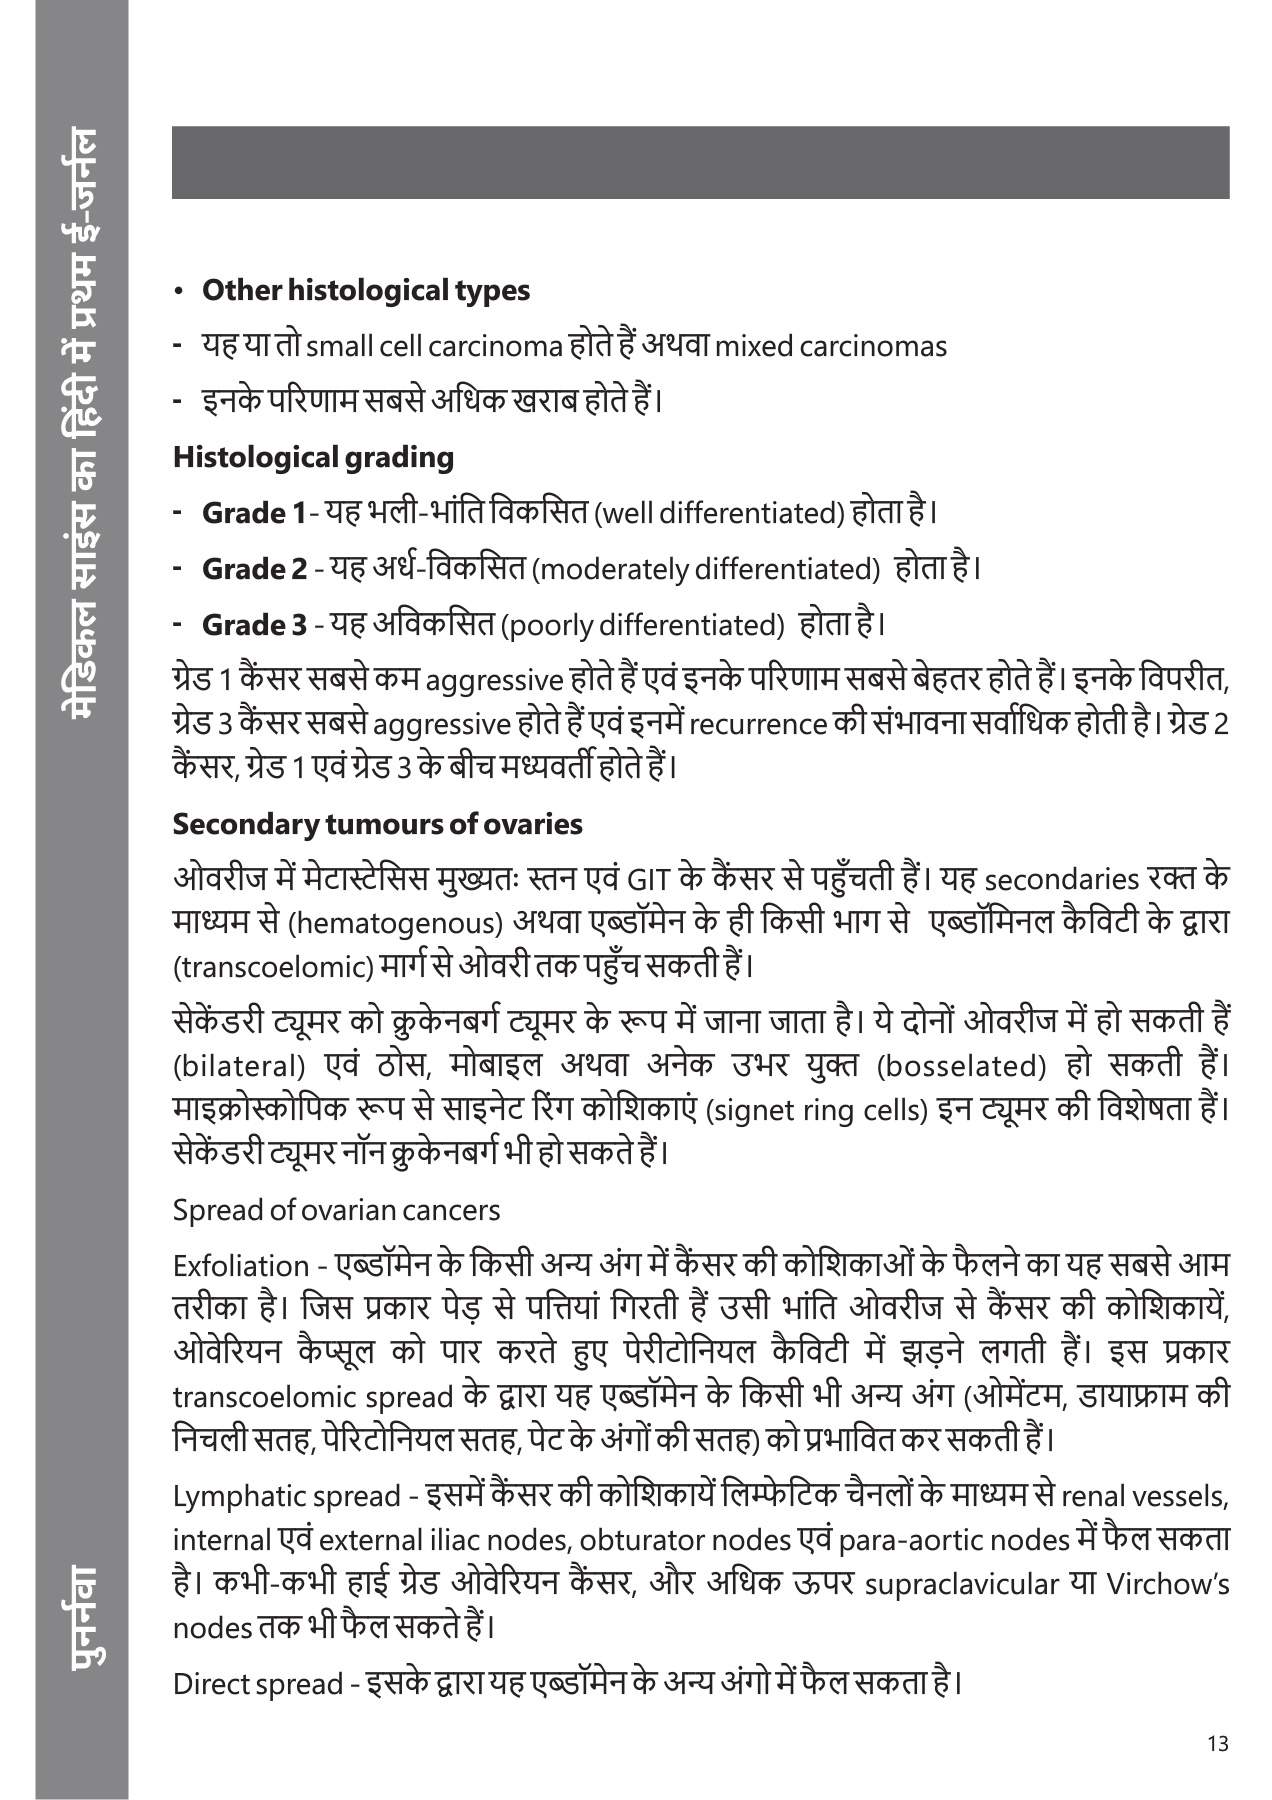 मेडिकल साइंस का हिंदी में प्रथम ई-जर्नल
• Other histological types
- यह या तो small cell carcinoma होते हैं अथवा mixed carcinomas
- इनके परिणाम सबसे अधिक खराब होते हैं।
Histological grading
- Grade 1- यह भली-भांति विकसित (well differentiated) होता है।
- Grade 2 - यह अर्ध-विकसित (moderately differentiated) होता है।
- Grade 3 - यह अविकसित (poorly differentiated) होता है।
ग्रेड 1 कैंसर सबसे कम aggressive होते हैं एवं इनके परिणाम सबसे बेहतर होते हैं। इनके विपरीत,
ग्रेड 3 कैंसर सबसे aggressive होते हैं एवं इनमें recurrence की संभावना सर्वाधिक होती है। ग्रेड 2
कैंसर, ग्रेड 1 एवं ग्रेड 3 के बीच मध्यवर्ती होते हैं।
Secondary tumours of ovaries
ओवरीज में मेटास्टेसिस मुख्यतः स्तन एवं GIT के कैंसर से पहुँचती हैं। यह secondaries रक्त के
माध्यम से (hematogenous) अथवा एब्डॉमेन के ही किसी भाग से एब्डॉमिनल कैविटी के द्वारा
(transcoelomic) मार्ग से ओवरी तक पहुँच सकती हैं।
सेकेंडरी ट्यूमर को क्रुकेनबर्ग ट्यूमर के रूप में जाना जाता है। ये दोनों ओवरीज में हो सकती हैं
(bilateral) एवं ठोस, मोबाइल अथवा अनेक उभर युक्त (bosselated) हो सकती हैं।
माइक्रोस्कोपिक रूप से साइनेट रिंग कोशिकाएं (signet ring cells) इन ट्यूमर की विशेषता हैं।
सेकेंडरी ट्यूमर नॉन क्रुकेनबर्ग भी हो सकते हैं।
Spread of ovarian cancers
Exfoliation - एब्डॉमेन के किसी अन्य अंग में कैंसर की कोशिकाओं के फैलने का यह सबसे आम
तरीका है। जिस प्रकार पेड़ से पत्तियां गिरती हैं उसी भांति ओवरीज से कैंसर की कोशिकायें,
ओवेरियन कैप्सूल को पार करते हुए पेरीटोनियल कैविटी में झड़ने लगती हैं। इस प्रकार
transcoelomic spread के द्वारा यह एब्डॉमेन के किसी भी अन्य अंग (ओमेंटम, डायाफ्राम की
निचली सतह, पेरिटोनियल सतह, पेट के अंगों की सतह) को प्रभावित कर सकती हैं।
Lymphatic spread - इसमें कैंसर की कोशिकायें लिम्फेटिक चैनलों के माध्यम से renal vessels,
internal एवं external iliac nodes, obturator nodes एवं para-aortic nodes में फैल सकता
है। कभी-कभी हाई ग्रेड ओवेरियन कैंसर, और अधिक ऊपर supraclavicular या Virchow’s
nodes तक भी फैल सकते हैं।
Direct spread - इसके द्वारा यह एब्डॉमेन के अन्य अंगो में फैल सकता है।
पुनर्नवा
13